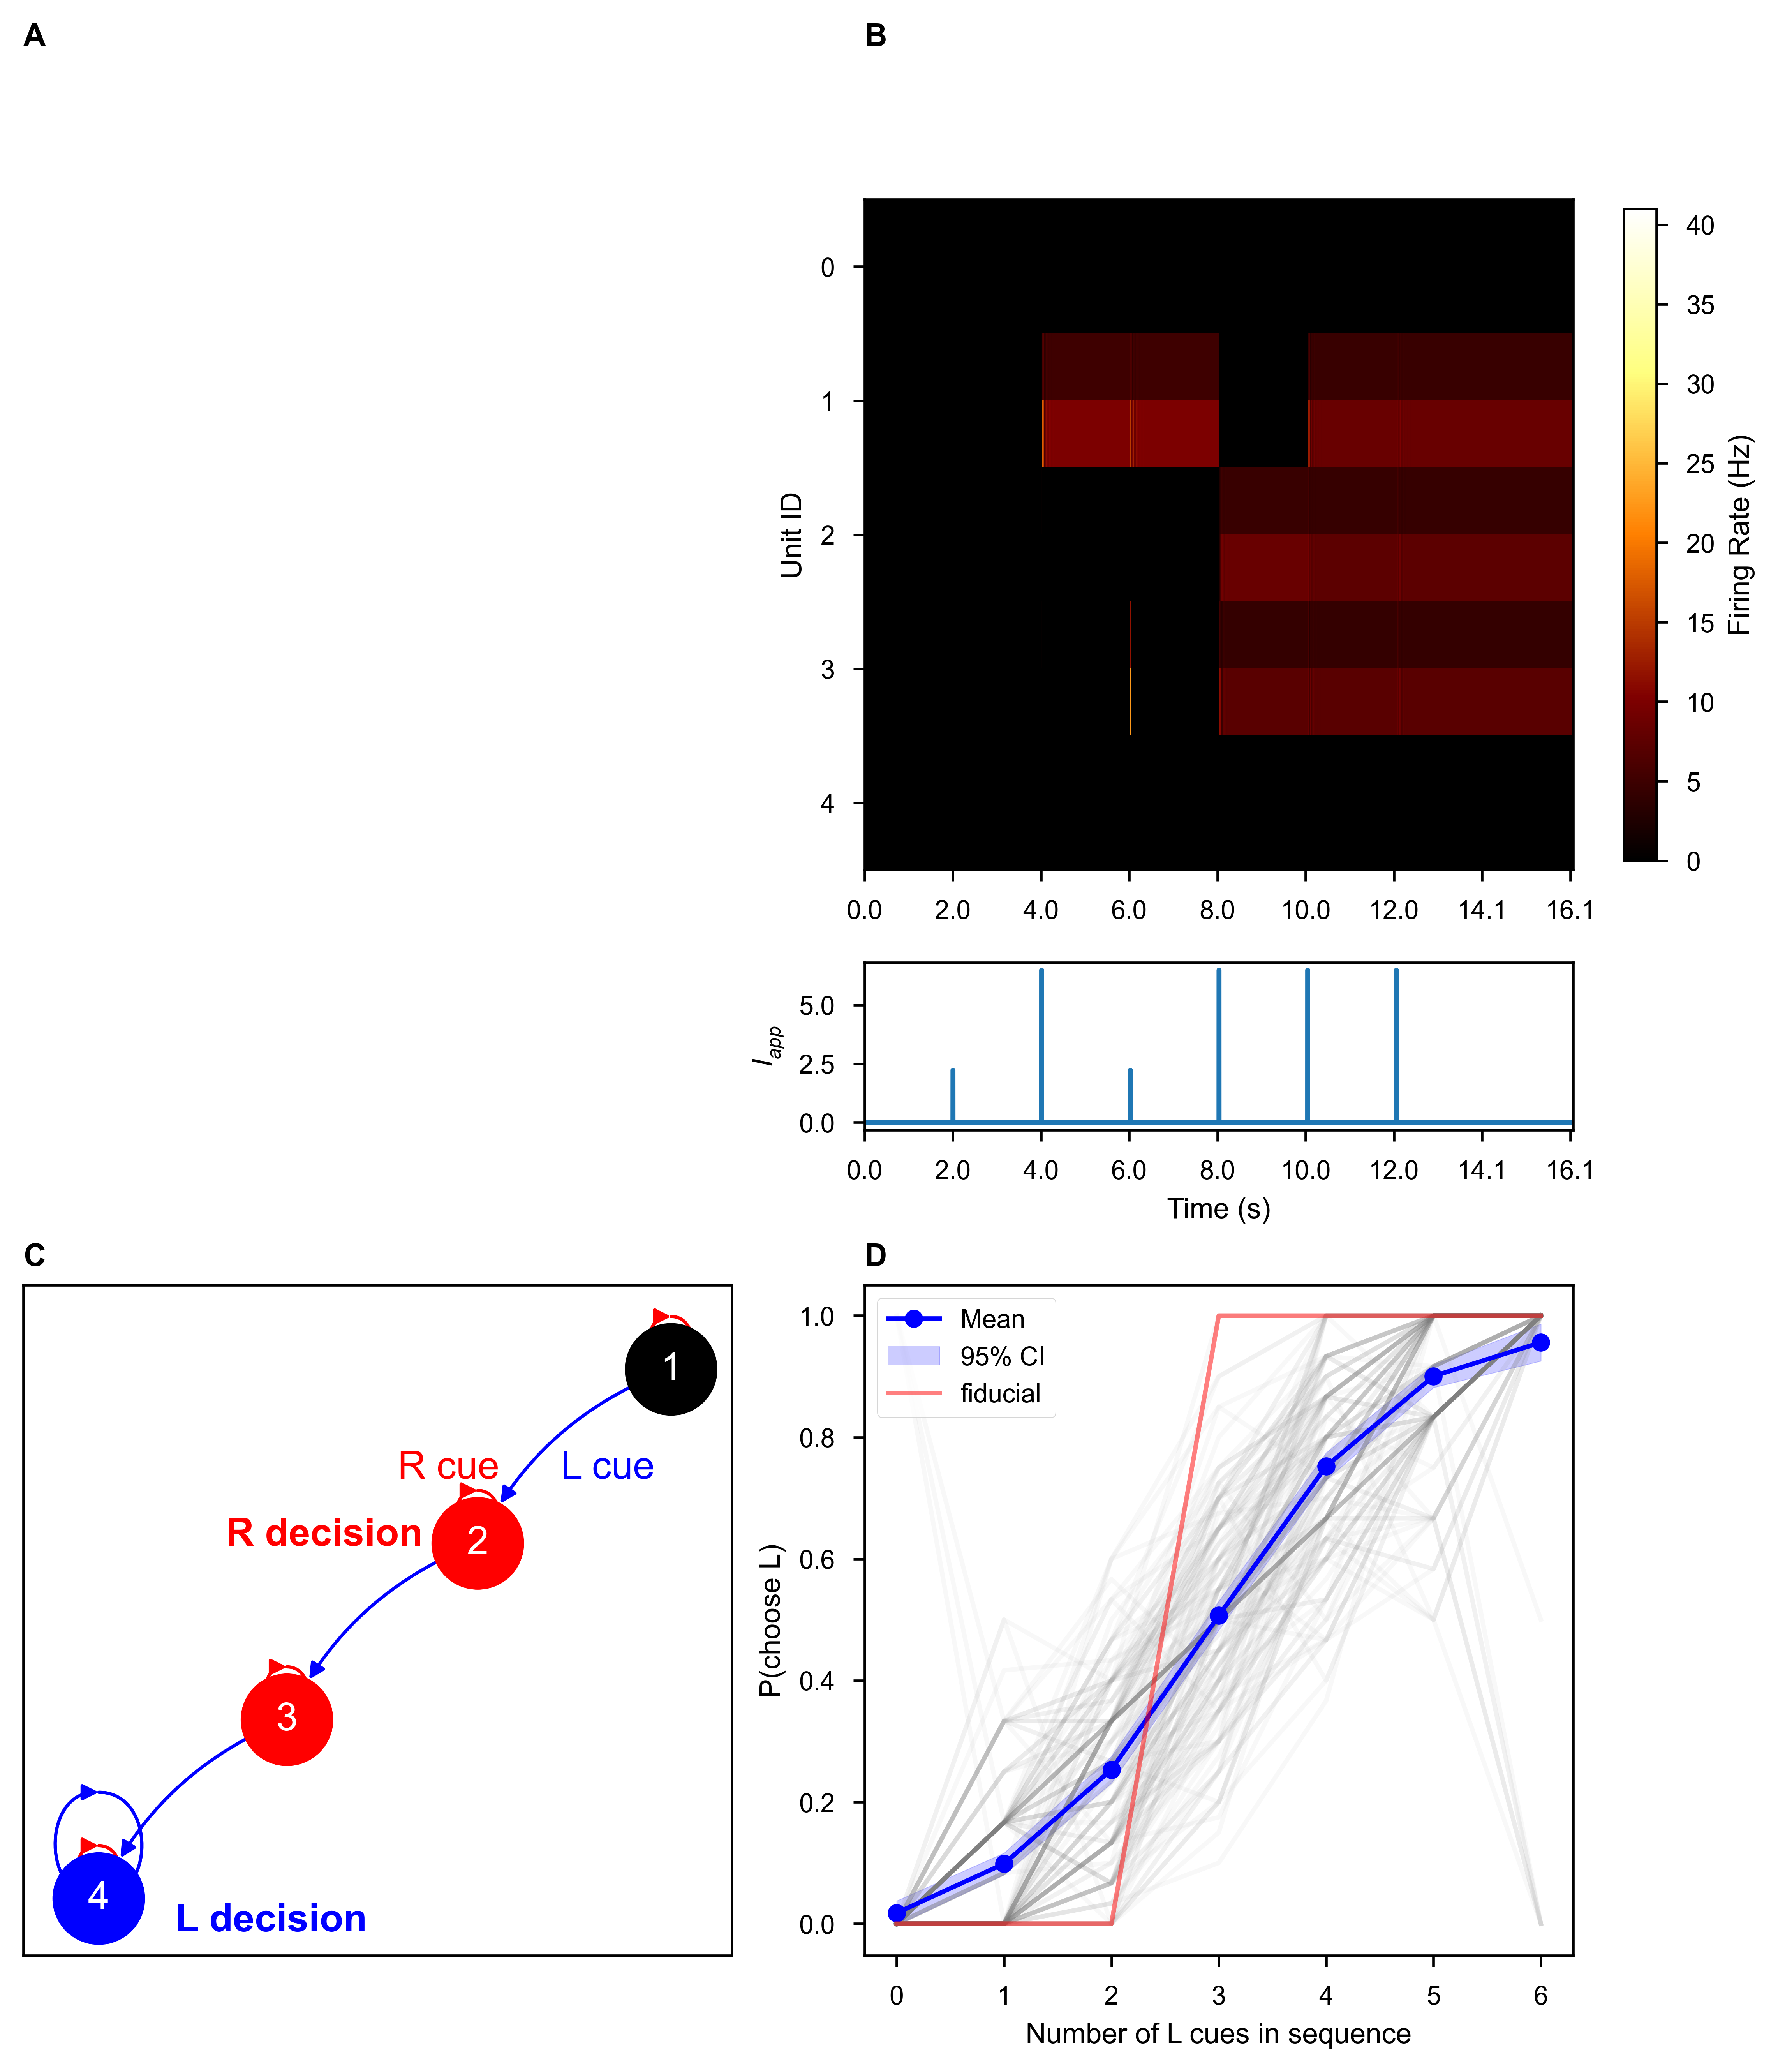 A
B
0
1
2
3
4
Unit ID
0.0 2.0 4.0 6.0 8.0 10.0 12.0 14.1 16.1
40
35
30
25
20
15
10
5
0
Firing Rate (Hz)
5.0
2.5
0.0
Iapp
0.0 2.0 4.0 6.0 8.0 10.0 12.0 14.1 16.1
Time (s)
C
1
R cue
L cue
R decision
2
3
4
L decision
D
Mean
95% CI
fiducial
1.0
0.8
0.6
0.4
0.2
0.0
P(choose L)
0 1 2 3 4 5 6
Number of L cues in sequence